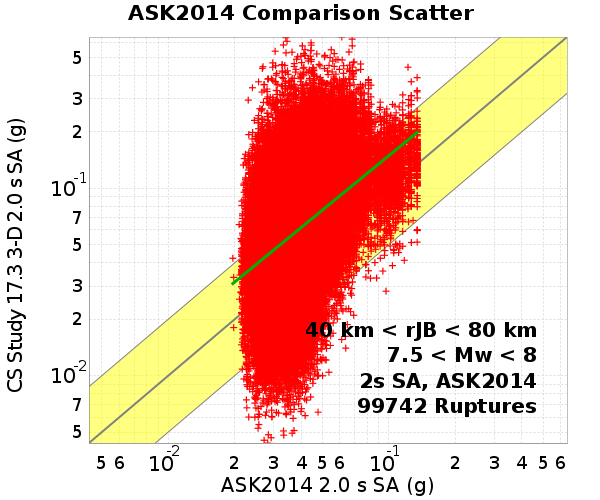 ASK2014 Comparison Scatter
CS Study 17.3 3-D 2.0 s SA (g)
5
3
2
10⁻¹
7
5
3
2
10⁻²
7
5
40 km < rJB < 80 km
7.5 < Mw < 8
2s SA, ASK2014
99742 Ruptures
5 6 10⁻² 2 3 4 5 6 10⁻¹ 2 3 4 5 6
ASK2014 2.0 s SA (g)